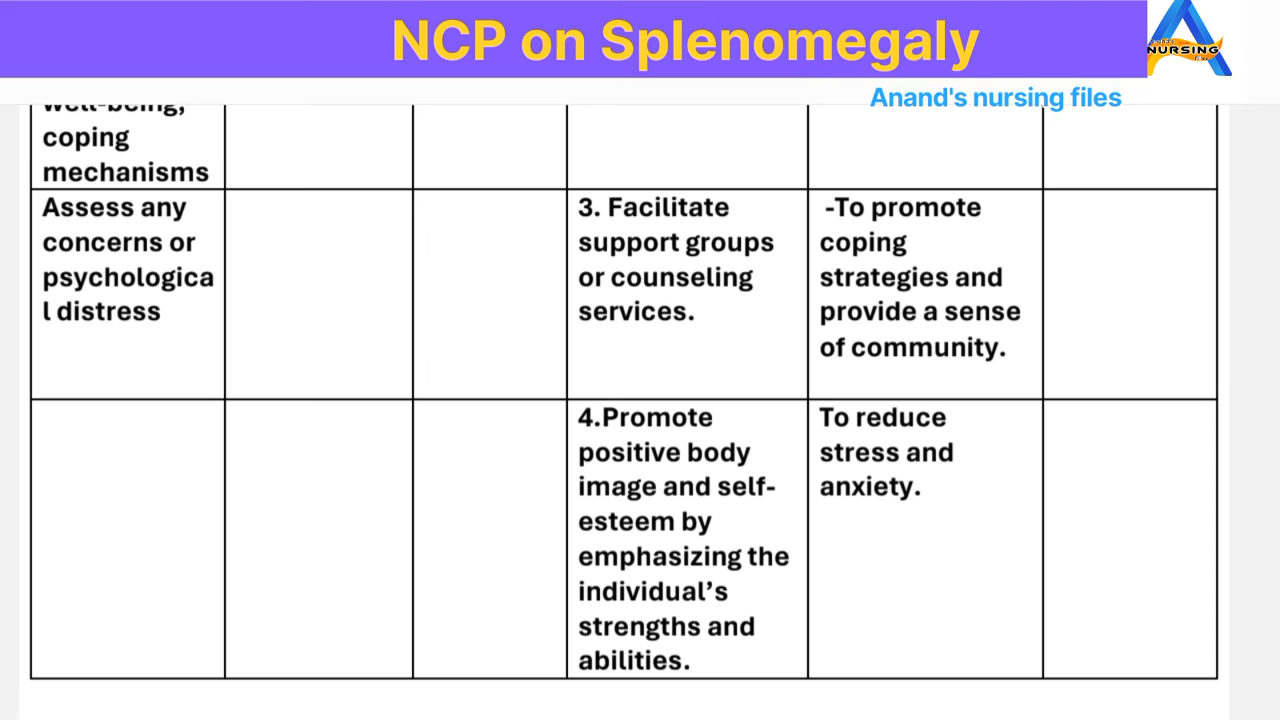 NCP on Splenomegaly
NURSING
Anand's nursing files
well-being,
coping
mechanisms
Assess any
concerns or
psychologica
l distress
3. Facilitate
support groups
or counseling
services.
-To promote
coping
strategies and
provide a sense
of community.
4.Promote
positive body
image and self-
esteem by
emphasizing the
individual’s
strengths and
abilities.
To reduce
stress and
anxiety.